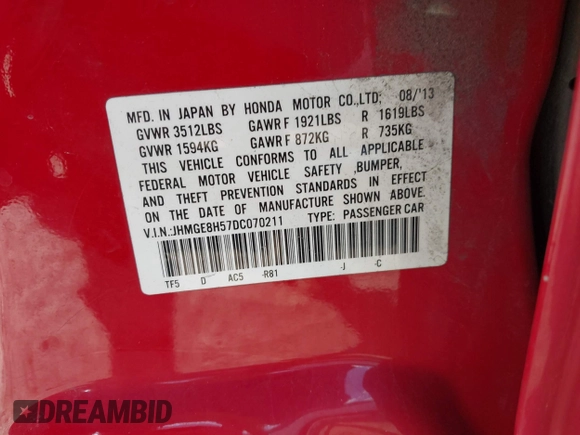 MFD. IN JAPAN BY HONDA MOTOR CO.,LTD; 08/'13
GVWR 3512LBS GAWR F 1921LBS R 1619LBS
GVWR 1594KG GAWR F 872KG R 735KG
THIS VEHICLE CONFORMS TO ALL APPLICABLE
FEDERAL MOTOR VEHICLE SAFETY ,BUMPER,
AND THEFT PREVENTION STANDARDS IN EFFECT
ON THE DATE OF MANUFACTURE SHOWN ABOVE.
V.I.N.:JHMGE8H57DC070211 TYPE: PASSENGER CAR
TF5 D AC5 -R81 -J -C
DREAMBID